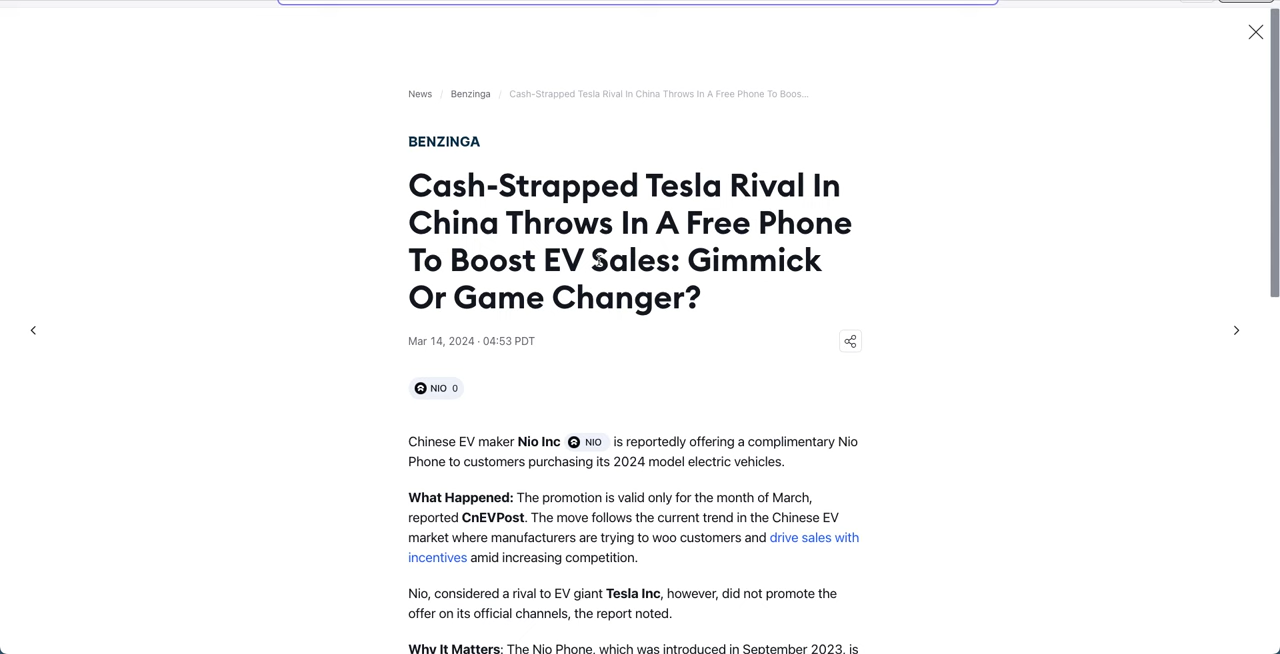 News / Benzinga / Cash-Strapped Tesla Rival In China Throws In A Free Phone To Boos...
BENZINGA
Cash-Strapped Tesla Rival In
China Throws In A Free Phone
To Boost EV Sales: Gimmick
Or Game Changer?
Mar 14, 2024 · 04:53 PDT
NIO 0
Chinese EV maker Nio Inc NIO is reportedly offering a complimentary Nio
Phone to customers purchasing its 2024 model electric vehicles.
What Happened: The promotion is valid only for the month of March,
reported CnEVPost. The move follows the current trend in the Chinese EV
market where manufacturers are trying to woo customers and drive sales with
incentives amid increasing competition.
Nio, considered a rival to EV giant Tesla Inc, however, did not promote the
offer on its official channels, the report noted.
Why It Matters: The Nio Phone, which was introduced in September 2023, is